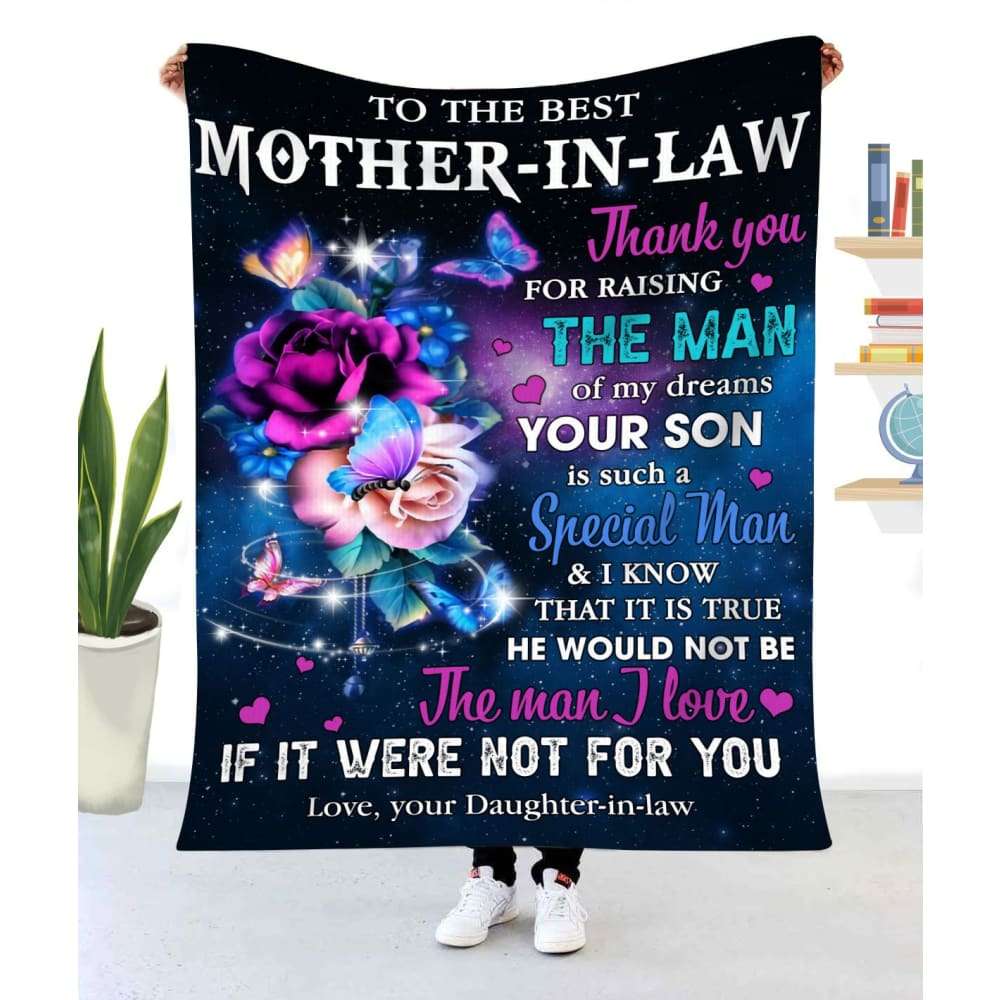 TO THE BEST
MOTHER-IN-LAW
Thank you
FOR RAISING
THE MAN
of my dreams
YOUR SON
is such a
Special Man
& I KNOW
THAT IT IS TRUE
HE WOULD NOT BE
The man I love
IF IT WERE NOT FOR YOU
Love, your Daughter-in-law